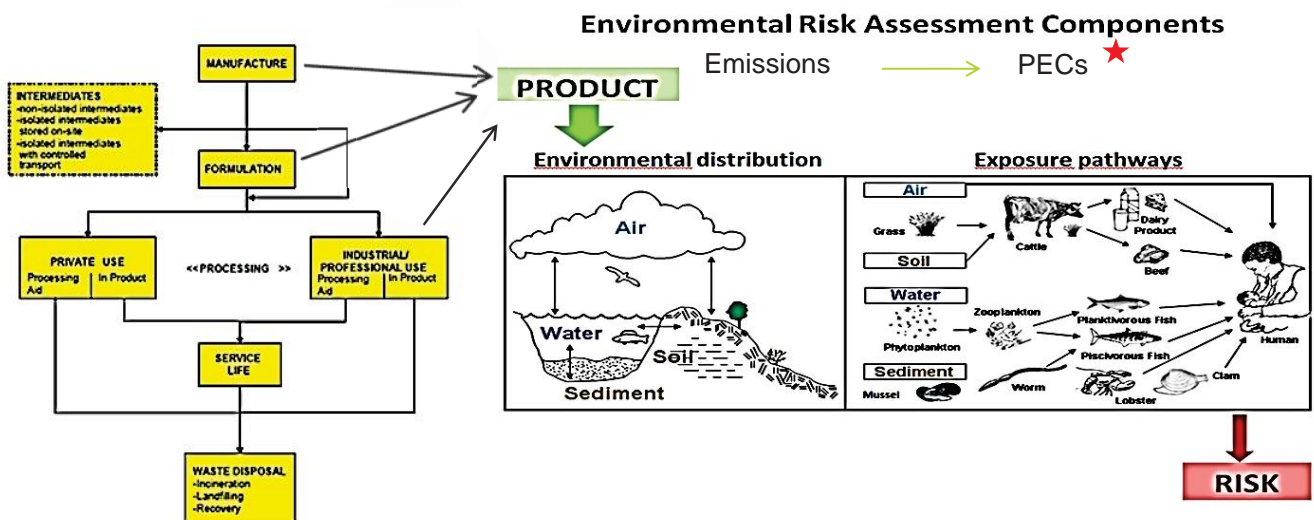 Environmental Risk Assessment Components
Emissions
PECs
MANUFACTURE
INTERMEDIATES
-non-isolated intermediates
-isolated intermediates
stored on-site
-isolated intermediates
with controlled
transport
FORMULATION
PRIVATE USE
Processing
Aid
In Product
<<PROCESSING >>
INDUSTRIAL/
PROFESSIONAL USE
Processing
Aid
In Product
SERVICE
LIFE
WASTE DISPOSAL
-Incineration
-Landfilling
-Recovery
PRODUCT
Environmental distribution
Air
Water
Soil
Sediment
Exposure pathways
Air
Grass
Cattle
Dairy
Product
Soil
Beef
Water
Zooplankton
Planktivorous Fish
Phytoplankton
Piscivorous Fish
Human
Sediment
Mussel
Worm
Lobster
Clam
RISK